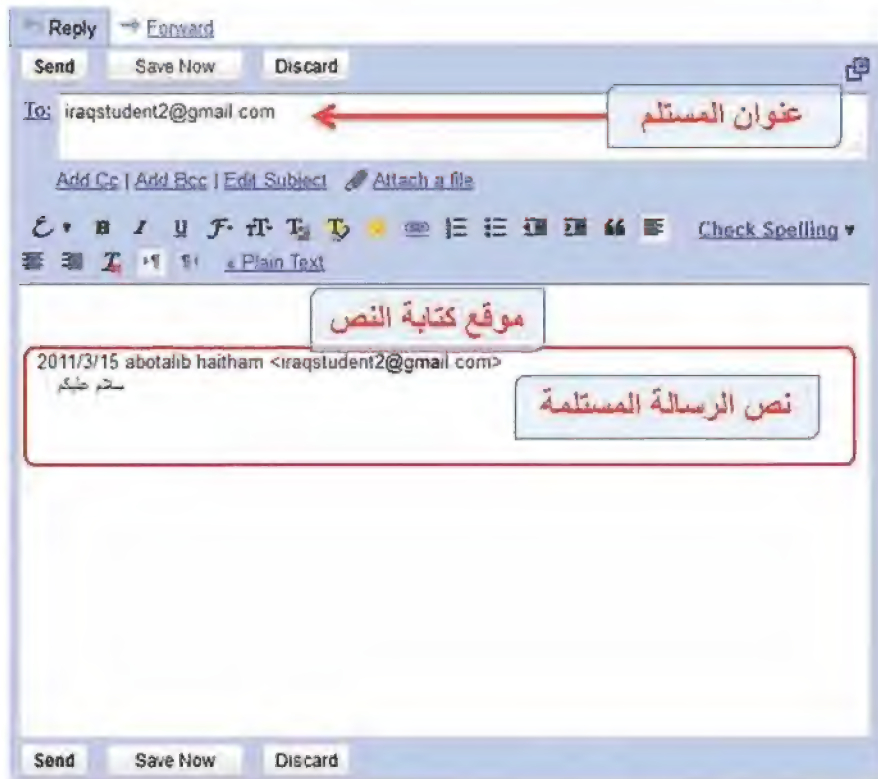 Reply Forward
Send Save Now Discard
To: iraqstudent2@gmail.com
عنوان المستلم
Add Cc | Add Bcc | Edit Subject Attach a file
Check Spelling
« Plain Text
موقع كتابة النص
2011/3/15 abotalib haitham <iraqstudent2@gmail.com>
سلام عليكم
نص الرسالة المستلمة
Send Save Now Discard